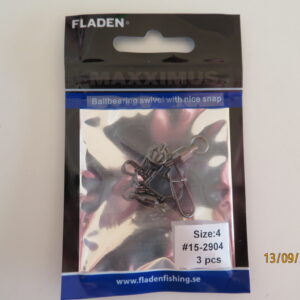 FLADEN®
MAXXIMUS
Ballbearing swivel with nice snap
Size:4
#15-2904
3 pcs
www.fladenfishing.se
13/09/